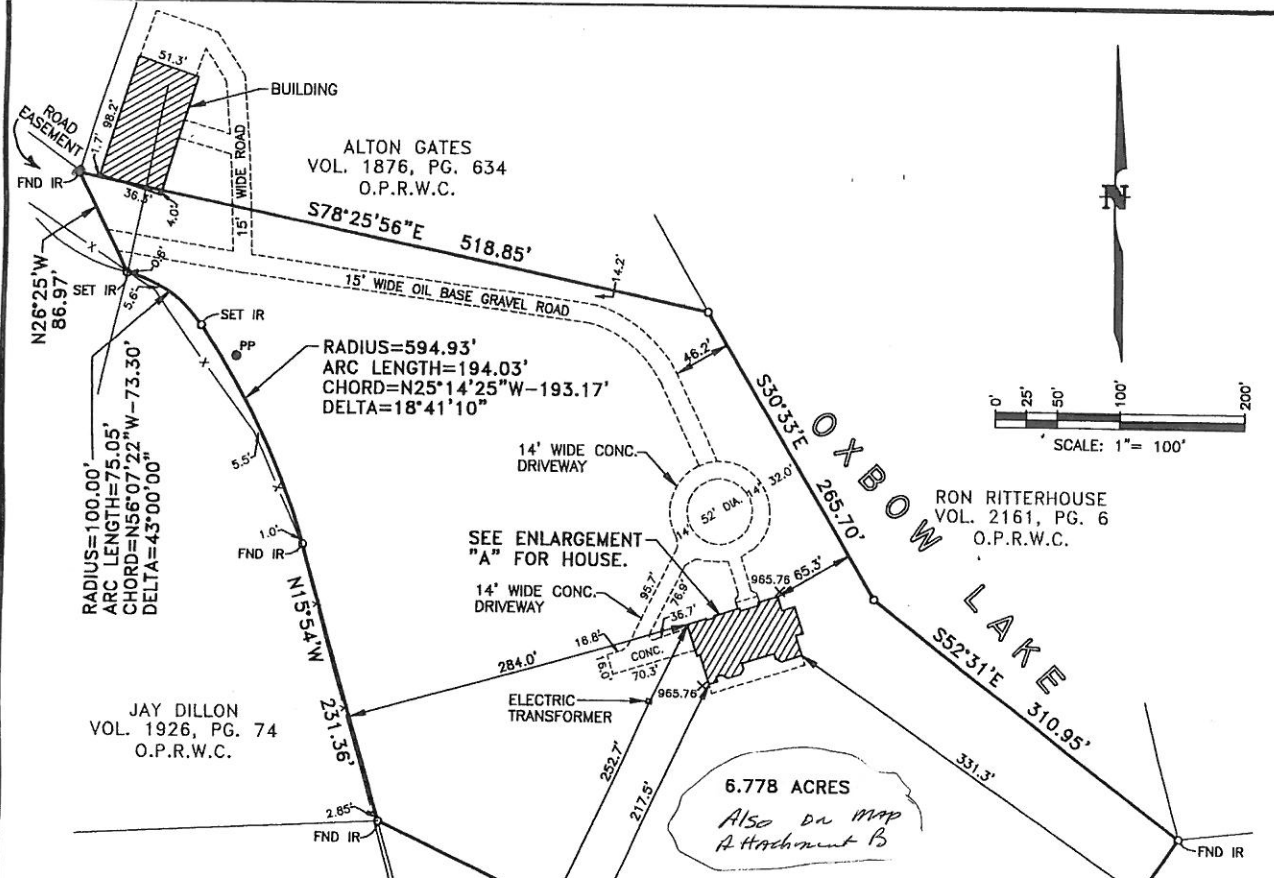 51.3'
98.2'
BUILDING
ROAD
EASEMENT
1.7'
FND IR
36.3'
4.0'
15' WIDE ROAD
ALTON GATES
VOL. 1876, PG. 634
O.P.R.W.C.
N
S78°25'56"E 518.85'
14.2'
15' WIDE OIL BASE GRAVEL ROAD
N26°25'W
86.97'
X
0.8'
SET IR
5.6'
SET IR
PP
X
RADIUS=594.93'
ARC LENGTH=194.03'
CHORD=N25°14'25"W-193.17'
DELTA=18°41'10"
46.2'
S30°33'E 265.70'
0' 25' 50' 100' 200'
SCALE: 1"= 100'
RADIUS=100.00'
ARC LENGTH=75.05'
CHORD=N56°07'22"W-73.30'
DELTA=43°00'00"
5.5'
X
1.0'
FND IR
14' WIDE CONC.
DRIVEWAY
52' DIA.
14'
14'
32.0'
OXBOW LAKE
RON RITTERHOUSE
VOL. 2161, PG. 6
O.P.R.W.C.
SEE ENLARGEMENT
"A" FOR HOUSE.
14' WIDE CONC.
DRIVEWAY
95.7'
76.9'
36.7'
965.76
65.3'
N15°54'W
231.36'
284.0'
16.8'
16.0'
CONC.
70.3'
965.76
S52°31'E 310.95'
ELECTRIC
TRANSFORMER
JAY DILLON
VOL. 1926, PG. 74
O.P.R.W.C.
252.7'
217.5'
331.3'
6.778 ACRES
Also on map
Attachment B
2.85'
FND IR
FND IR